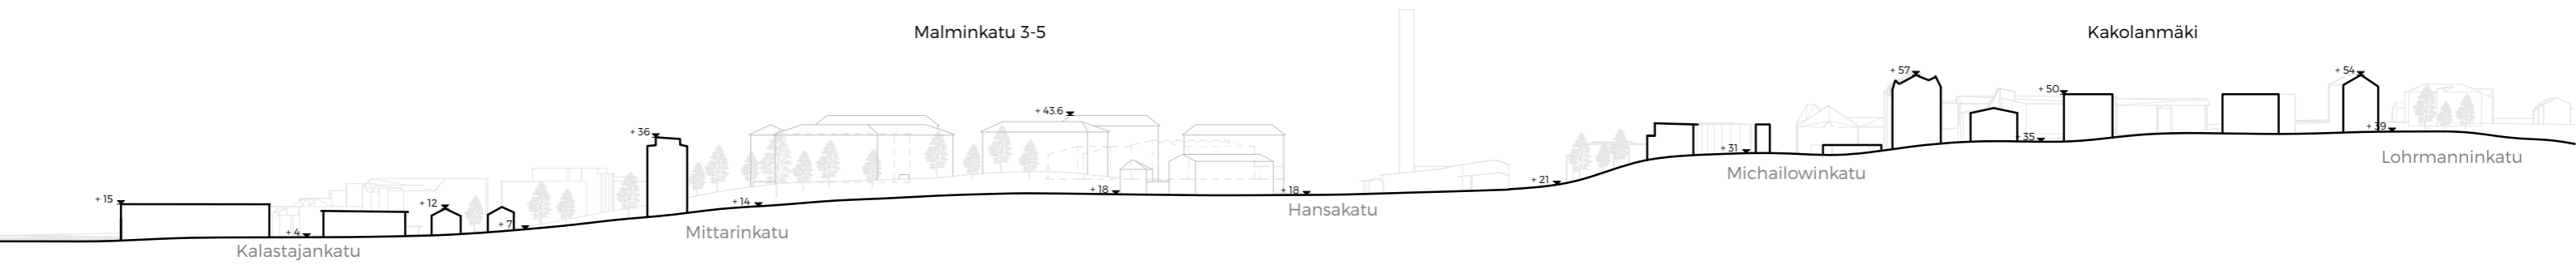 Malminkatu 3-5
Kakolanmäki
+ 57
+ 54
+ 50
+ 43.6
+ 36
+ 35
+ 39
+ 31
+ 21
+ 18
+ 18
+ 15
+ 14
+ 12
+ 7
+ 4
Lohrmanninkatu
Michailowinkatu
Hansakatu
Mittarinkatu
Kalastajankatu